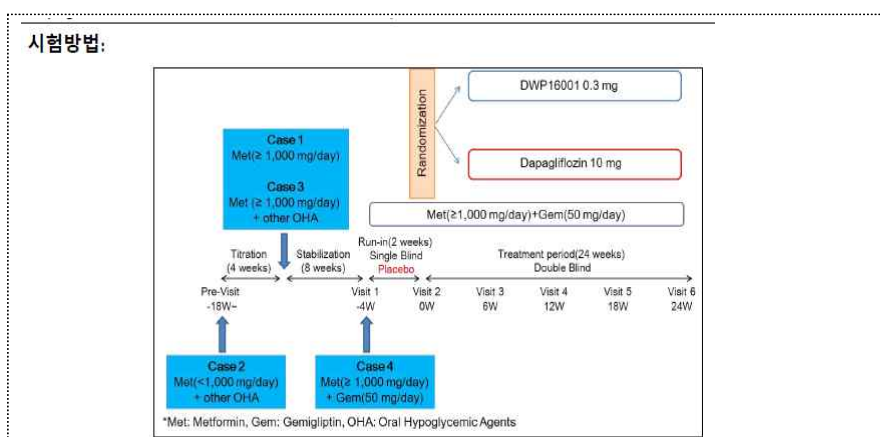 시험방법:
Randomization
DWP16001 0.3 mg
Dapagliflozin 10 mg
Case 1
Met(≥ 1,000 mg/day)
Case 3
Met (≥ 1,000 mg/day)
+ other OHA
Met(≥1,000 mg/day)+Gem(50 mg/day)
Titration
(4 weeks)
Stabilization
(8 weeks)
Run-in(2 weeks)
Single Blind
Placebo
Treatment period(24 weeks)
Double Blind
Pre-Visit
-18W~
Visit 1
-4W
Visit 2
0W
Visit 3
6W
Visit 4
12W
Visit 5
18W
Visit 6
24W
Case 2
Met(<1,000 mg/day)
+ other OHA
Case 4
Met(≥ 1,000 mg/day)
+ Gem(50 mg/day)
*Met: Metformin, Gem: Gemigliptin, OHA: Oral Hypoglycemic Agents